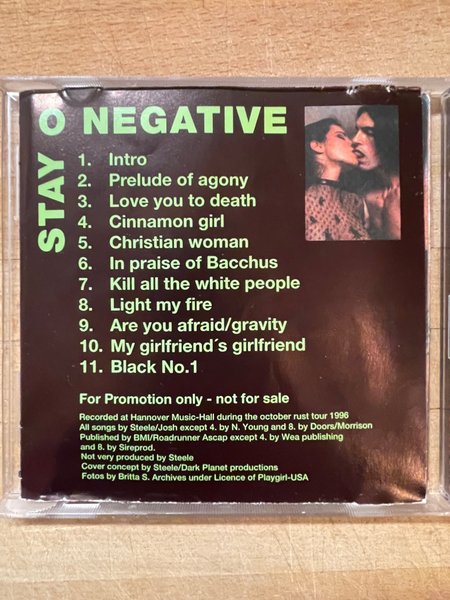 STAY O NEGATIVE
1. Intro
2. Prelude of agony
3. Love you to death
4. Cinnamon girl
5. Christian woman
6. In praise of Bacchus
7. Kill all the white people
8. Light my fire
9. Are you afraid/gravity
10. My girlfriend´s girlfriend
11. Black No.1
For Promotion only - not for sale
Recorded at Hannover Music-Hall during the october rust tour 1996
All songs by Steele/Josh except 4. by N. Young and 8. by Doors/Morrison
Published by BMI/Roadrunner Ascap except 4. by Wea publishing
and 8. by Sireprod.
Not very produced by Steele
Cover concept by Steele/Dark Planet productions
Fotos by Britta S. Archives under Licence of Playgirl-USA